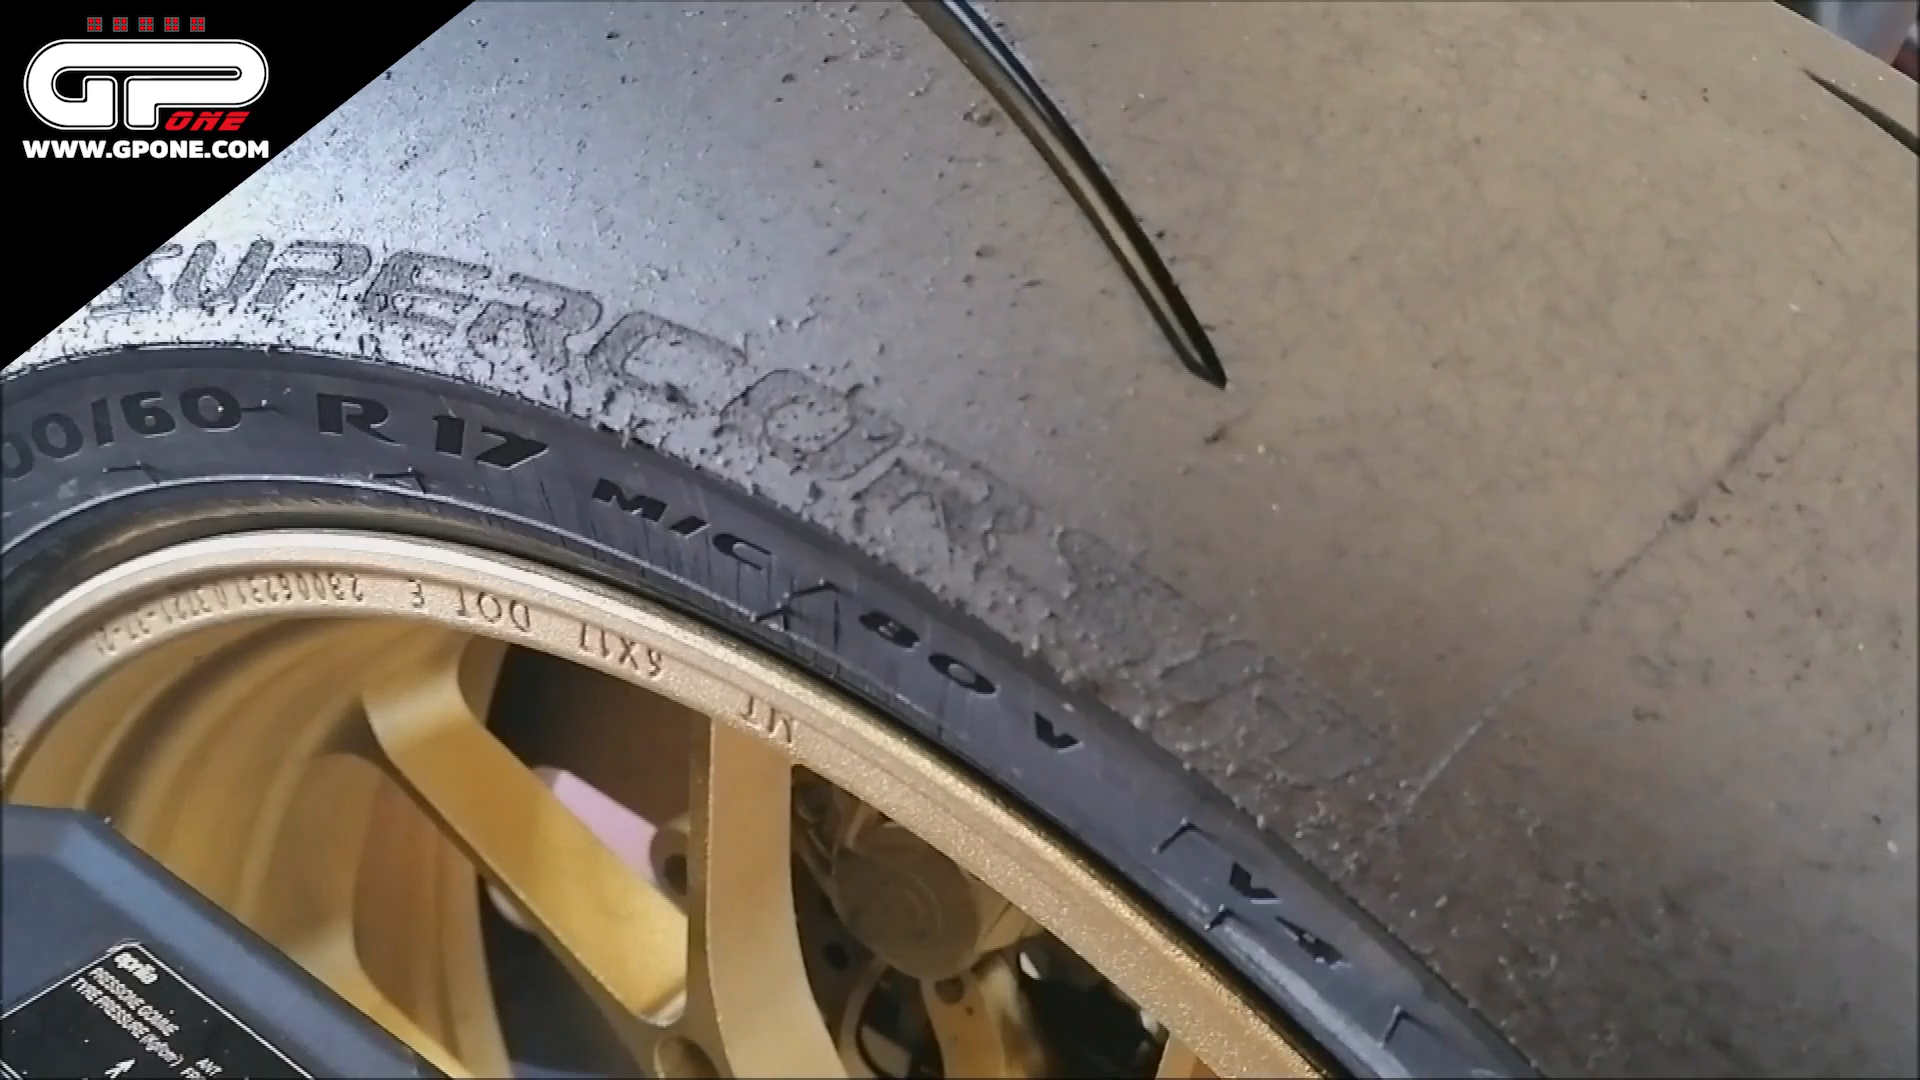 GP ONE
WWW.GPONE.COM
SUPERCORSA
00/60 R 17 M/C 80 V
V4
DOT E
6X17
MT
aprilia
PRESSIONE GOMME
TYRE PRESSURE
ANT